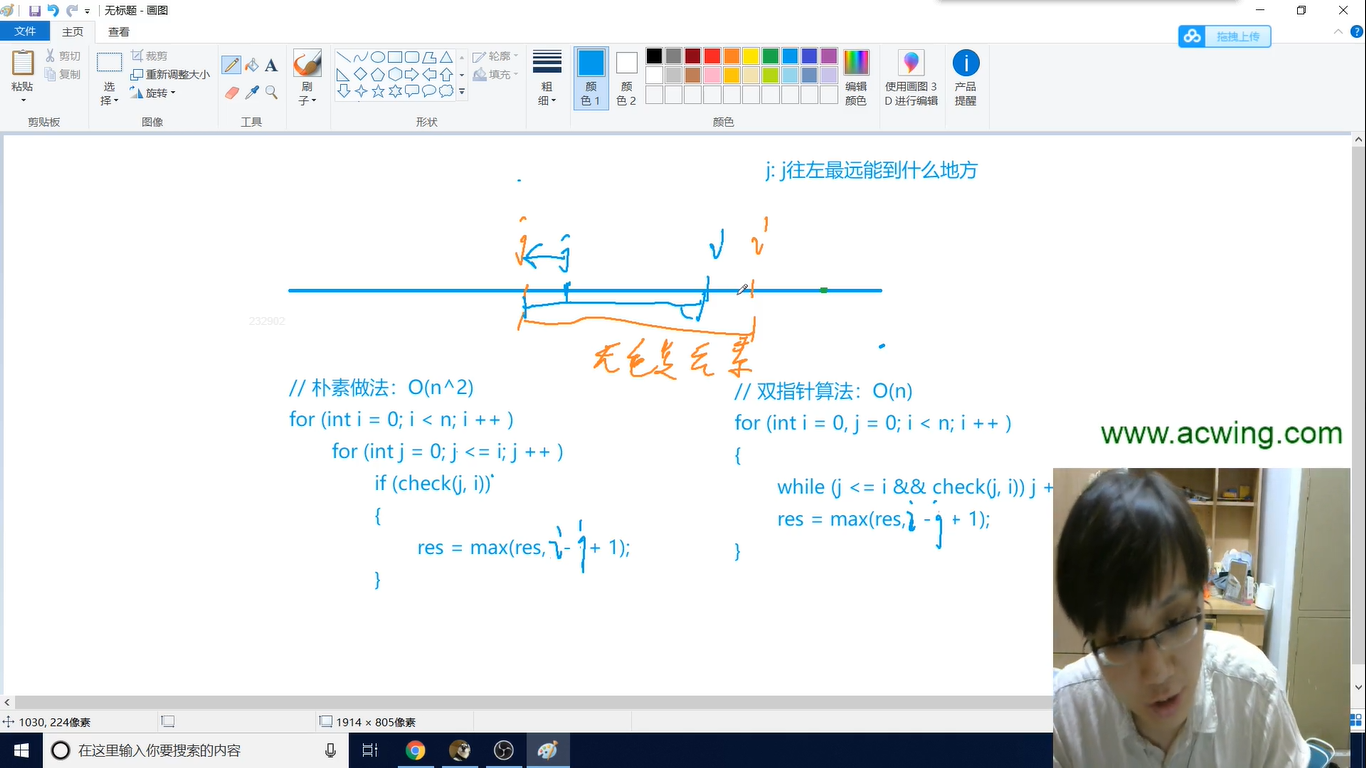 无标题 - 画图
文件 主页 查看
粘贴 剪切 复制
选择 裁剪 重新调整大小 旋转
A
刷子
轮廓 填充
粗细
颜色 1 颜色 2
编辑颜色
使用画图 3D 进行编辑
产品提醒
拖拽上传
剪贴板 图像 工具 形状 颜色
j: j往左最远能到什么地方
j j i i'
232902
无重复元素
// 朴素做法：O(n^2)
for (int i = 0; i < n; i ++ )
for (int j = 0; j <= i; j ++ )
if (check(j, i))
{
res = max(res, i - j + 1);
}
// 双指针算法：O(n)
for (int i = 0, j = 0; i < n; i ++ )
{
while (j <= i && check(j, i)) j +
res = max(res, i - j + 1);
}
www.acwing.com
1030, 224像素 1914 × 805像素
在这里输入你要搜索的内容